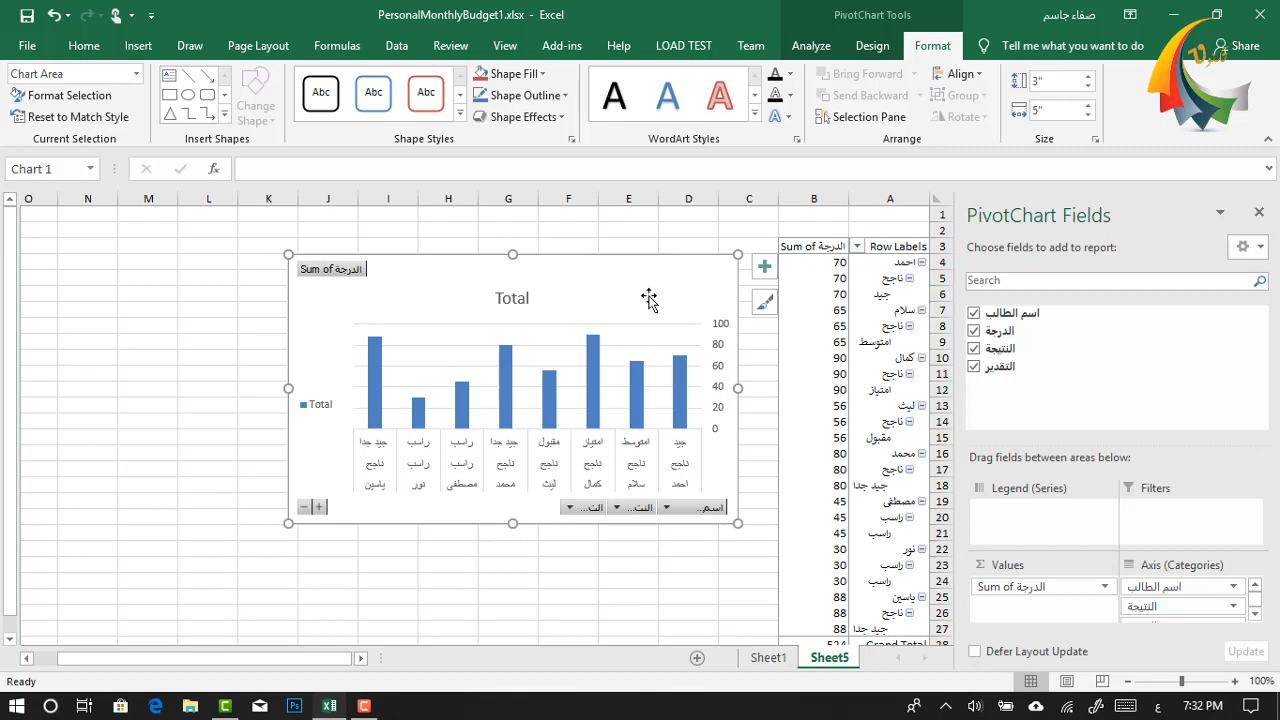 PersonalMonthlyBudget1.xlsx - Excel
PivotChart Tools
صفاء جاسم
File Home Insert Draw Page Layout Formulas Data Review View Add-ins Help LOAD TEST Team Analyze Design Format Tell me what you want to do Share
Chart Area
Format Selection
Reset to Match Style
Current Selection
Change Shape
Insert Shapes
Abc Abc Abc
Shape Fill
Shape Outline
Shape Effects
Shape Styles
A A A
WordArt Styles
Bring Forward
Send Backward
Selection Pane
Align
Group
Rotate
Arrange
3"
5"
Size
Chart 1
fx
O N M L K J I H G F E D C B A
Sum of الدرجة Row Labels 3
70 احمد 4
70 ناجح 5
70 جيد 6
65 سلام 7
65 ناجح 8
65 امتوسط 9
90 كمال 10
90 ناجح 11
90 امتياز 12
56 ليث 13
56 ناجح 14
56 مقبول 15
80 محمد 16
80 ناجح 17
80 جيد جدا 18
45 مصطفى 19
45 راسب 20
45 راسب 21
30 نور 22
30 راسب 23
30 راسب 24
88 ياسين 25
88 ناجح 26
88 جيد جدا 27
524 Grand Total 28
1
2
Sum of الدرجة
Total
100
80
60
40
20
0
Total
جيد جدا راسب راسب جيد جدا مقبول امتياز امتوسط جيد
ناجح راسب راسب ناجح ناجح ناجح ناجح ناجح
ياسين نور مصطفى محمد ليث كمال سلام احمد
الت... النت... اسم...
PivotChart Fields
Choose fields to add to report:
Search
اسم الطالب
الدرجة
النتيجة
التقدير
Drag fields between areas below:
Legend (Series) Filters
Values Axis (Categories)
Sum of الدرجة اسم الطالب
النتيجة
Defer Layout Update Update
Sheet1 Sheet5
Ready
100%
7:32 PM
ع